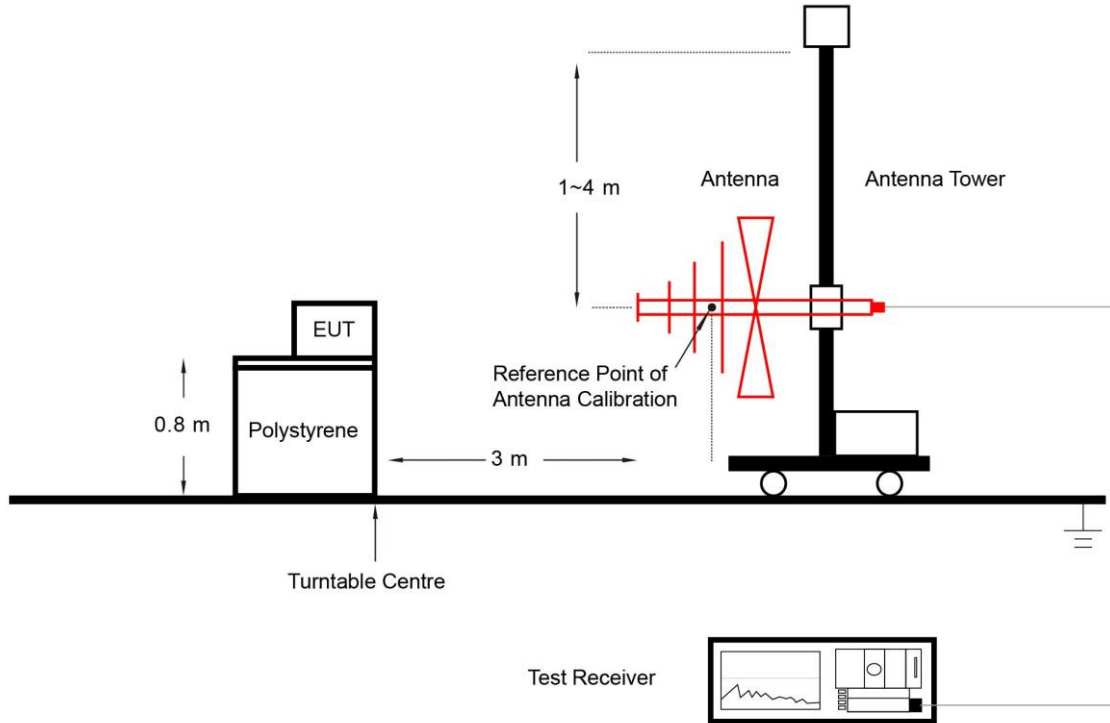 1~4 m
Antenna
Antenna Tower
EUT
Reference Point of
Antenna Calibration
0.8 m
Polystyrene
3 m
Turntable Centre
Test Receiver